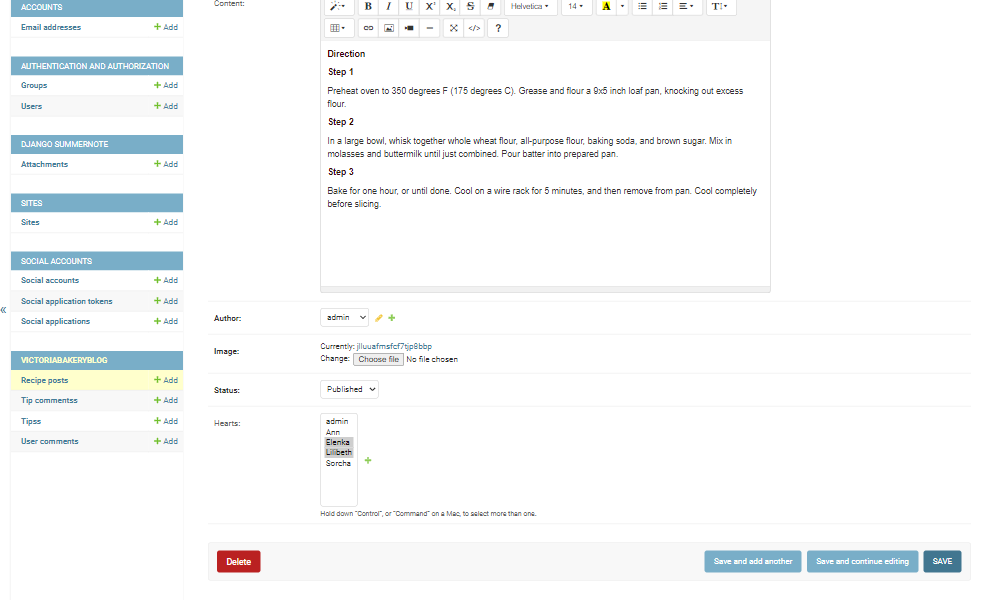 ACCOUNTS
Email addresses
+ Add
AUTHENTICATION AND AUTHORIZATION
Groups
+ Add
Users
+ Add
DJANGO SUMMERNOTE
Attachments
+ Add
SITES
Sites
+ Add
SOCIAL ACCOUNTS
Social accounts
+ Add
Social application tokens
+ Add
Social applications
+ Add
VICTORIABAKERYBLOG
Recipe posts
+ Add
Tip commentss
+ Add
Tipss
+ Add
User comments
+ Add
«
Content:
B I U X² X₂ S Helvetica 14 A T
</> ?
Direction
Step 1
Preheat oven to 350 degrees F (175 degrees C). Grease and flour a 9x5 inch loaf pan, knocking out excess
flour.
Step 2
In a large bowl, whisk together whole wheat flour, all-purpose flour, baking soda, and brown sugar. Mix in
molasses and buttermilk until just combined. Pour batter into prepared pan.
Step 3
Bake for one hour, or until done. Cool on a wire rack for 5 minutes, and then remove from pan. Cool completely
before slicing.
Author:
admin
Image:
Currently: jlluuafmsfcf7tjp8bbp
Change: Choose file No file chosen
Status:
Published
Hearts:
admin
Ann
Elenka
Lilibeth
Sorcha
Hold down "Control", or "Command" on a Mac, to select more than one.
Delete
Save and add another
Save and continue editing
SAVE